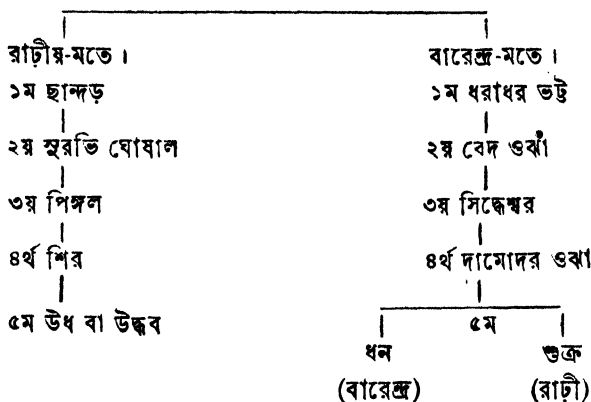 রাঢ়ীয়-মতে।
১ম ছান্দড়
২য় সুরভি ঘোষাল
৩য় পিঙ্গল
৪র্থ শির
৫ম উধ বা উদ্ধব
বারেন্দ্র-মতে।
১ম ধরাধর ভট্ট
২য় বেদ ওঝাঁ
৩য় সিদ্ধেশ্বর
৪র্থ দামোদর ওঝা
৫ম
ধন শুক্র
(বারেন্দ্র) (রাঢ়ী)